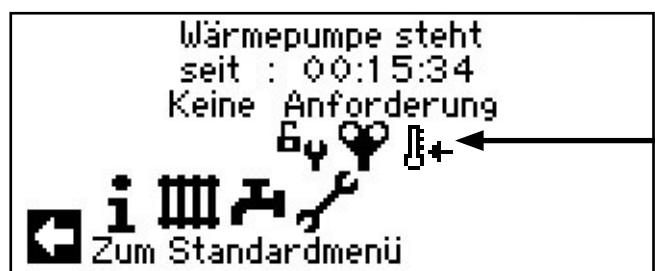 Wärmepumpe steht
seit : 00:15:34
Keine Anforderung
Zum Standardmenü